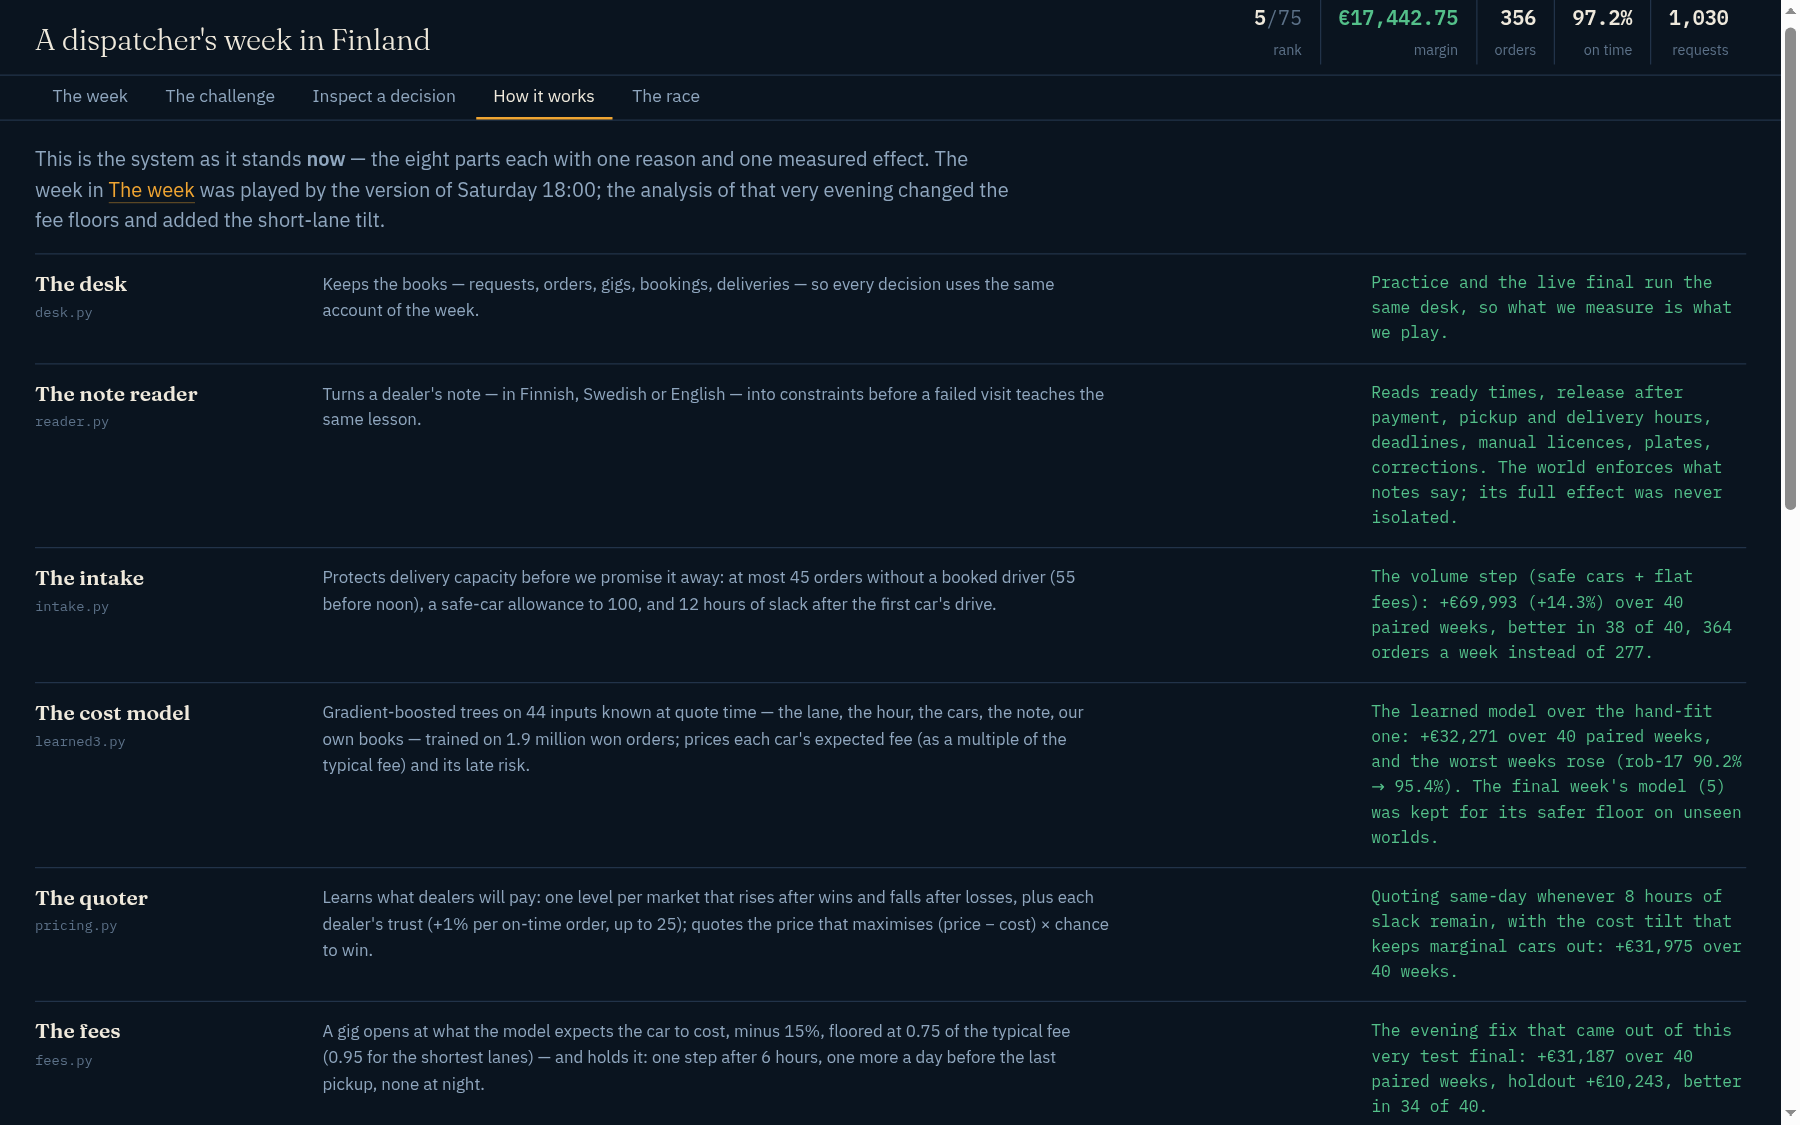 A dispatcher's week in Finland
5/75
rank
€17,442.75
margin
356
orders
97.2%
on time
1,030
requests
The week
The challenge
Inspect a decision
How it works
The race
This is the system as it stands now — the eight parts each with one reason and one measured effect. The
week in The week was played by the version of Saturday 18:00; the analysis of that very evening changed the
fee floors and added the short-lane tilt.
The desk
desk.py
Keeps the books — requests, orders, gigs, bookings, deliveries — so every decision uses the same
account of the week.
Practice and the live final run the
same desk, so what we measure is what
we play.
The note reader
reader.py
Turns a dealer's note — in Finnish, Swedish or English — into constraints before a failed visit teaches the
same lesson.
Reads ready times, release after
payment, pickup and delivery hours,
deadlines, manual licences, plates,
corrections. The world enforces what
notes say; its full effect was never
isolated.
The intake
intake.py
Protects delivery capacity before we promise it away: at most 45 orders without a booked driver (55
before noon), a safe-car allowance to 100, and 12 hours of slack after the first car's drive.
The volume step (safe cars + flat
fees): +€69,993 (+14.3%) over 40
paired weeks, better in 38 of 40, 364
orders a week instead of 277.
The cost model
learned3.py
Gradient-boosted trees on 44 inputs known at quote time — the lane, the hour, the cars, the note, our
own books — trained on 1.9 million won orders; prices each car's expected fee (as a multiple of the
typical fee) and its late risk.
The learned model over the hand-fit
one: +€32,271 over 40 paired weeks,
and the worst weeks rose (rob-17 90.2%
→ 95.4%). The final week's model (5)
was kept for its safer floor on unseen
worlds.
The quoter
pricing.py
Learns what dealers will pay: one level per market that rises after wins and falls after losses, plus each
dealer's trust (+1% per on-time order, up to 25); quotes the price that maximises (price − cost) × chance
to win.
Quoting same-day whenever 8 hours of
slack remain, with the cost tilt that
keeps marginal cars out: +€31,975 over
40 weeks.
The fees
fees.py
A gig opens at what the model expects the car to cost, minus 15%, floored at 0.75 of the typical fee
(0.95 for the shortest lanes) — and holds it: one step after 6 hours, one more a day before the last
pickup, none at night.
The evening fix that came out of this
very test final: +€31,187 over 40
paired weeks, holdout +€10,243, better
in 34 of 40.